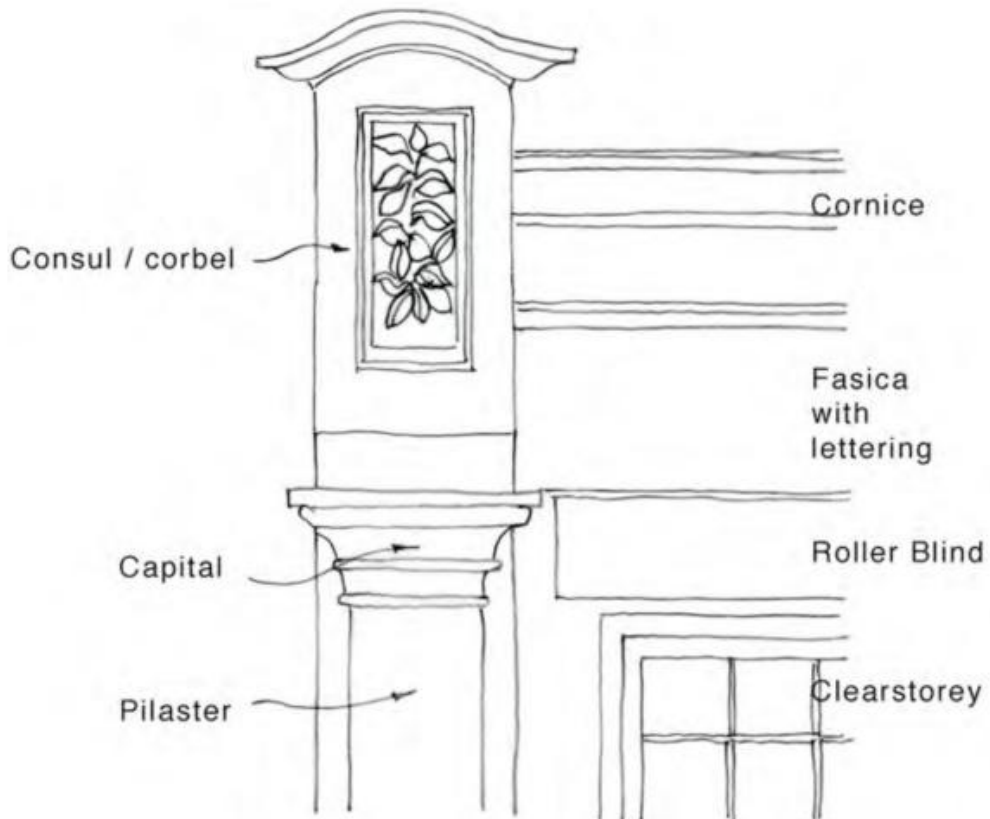 Cornice
Consul / corbel
Fasica
with
lettering
Roller Blind
Capital
Clearstorey
Pilaster